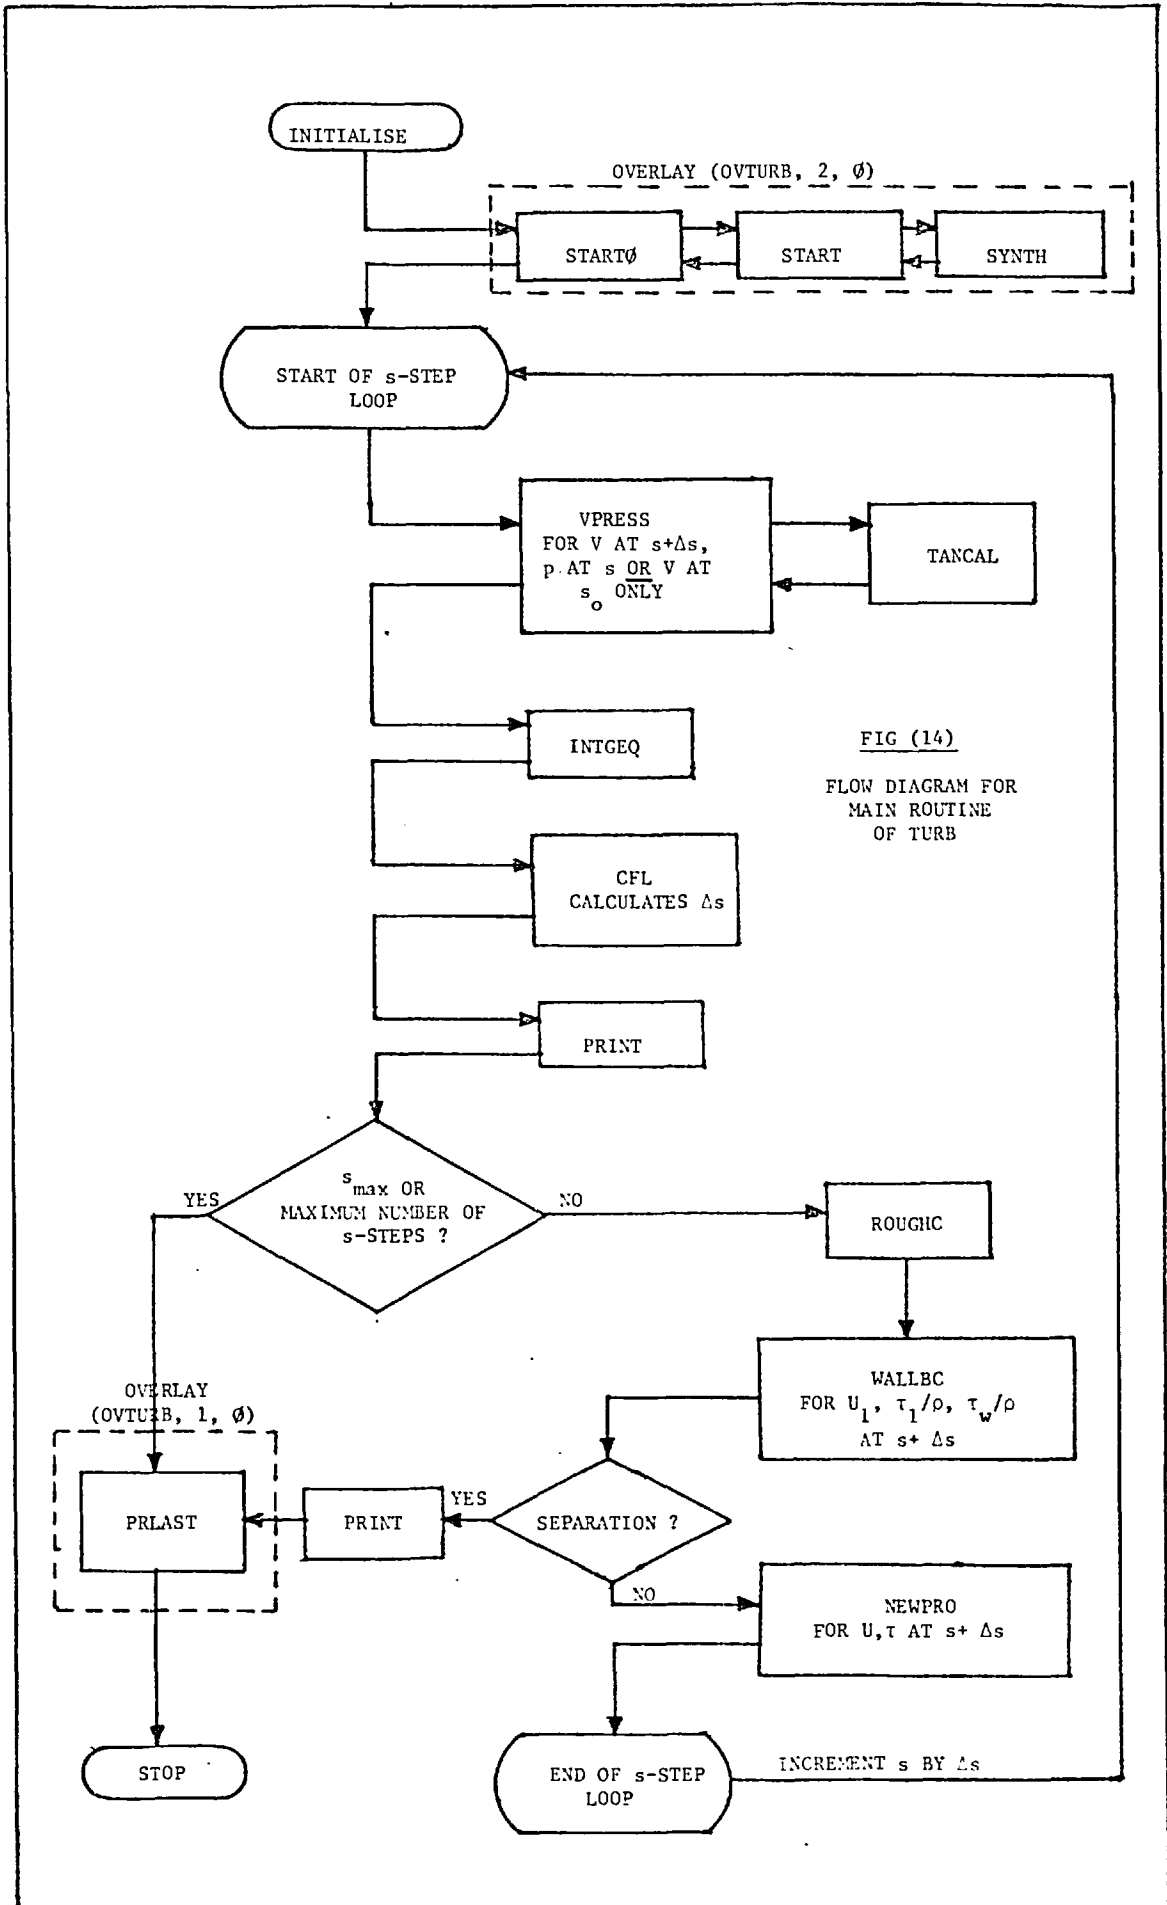 INITIALISE
OVERLAY (OVTURB, 2, Ø)
STARTØ
START
SYNTH
START OF s-STEP
LOOP
VPRESS
FOR V AT s+Δs,
p AT s OR V AT
s₀ ONLY
TANCAL
INTGEQ
FIG (14)
FLOW DIAGRAM FOR
MAIN ROUTINE
OF TURB
CFL
CALCULATES Δs
PRINT
s_max OR
MAXIMUM NUMBER OF
s-STEPS ?
YES
NO
ROUGHC
WALLBC
FOR U₁, τ₁/ρ, τ_w/ρ
AT s+ Δs
OVERLAY
(OVTURB, 1, Ø)
PRLAST
PRINT
YES
SEPARATION ?
NO
NEWPRO
FOR U,τ AT s+ Δs
STOP
END OF s-STEP
LOOP
INCREMENT s BY Δs